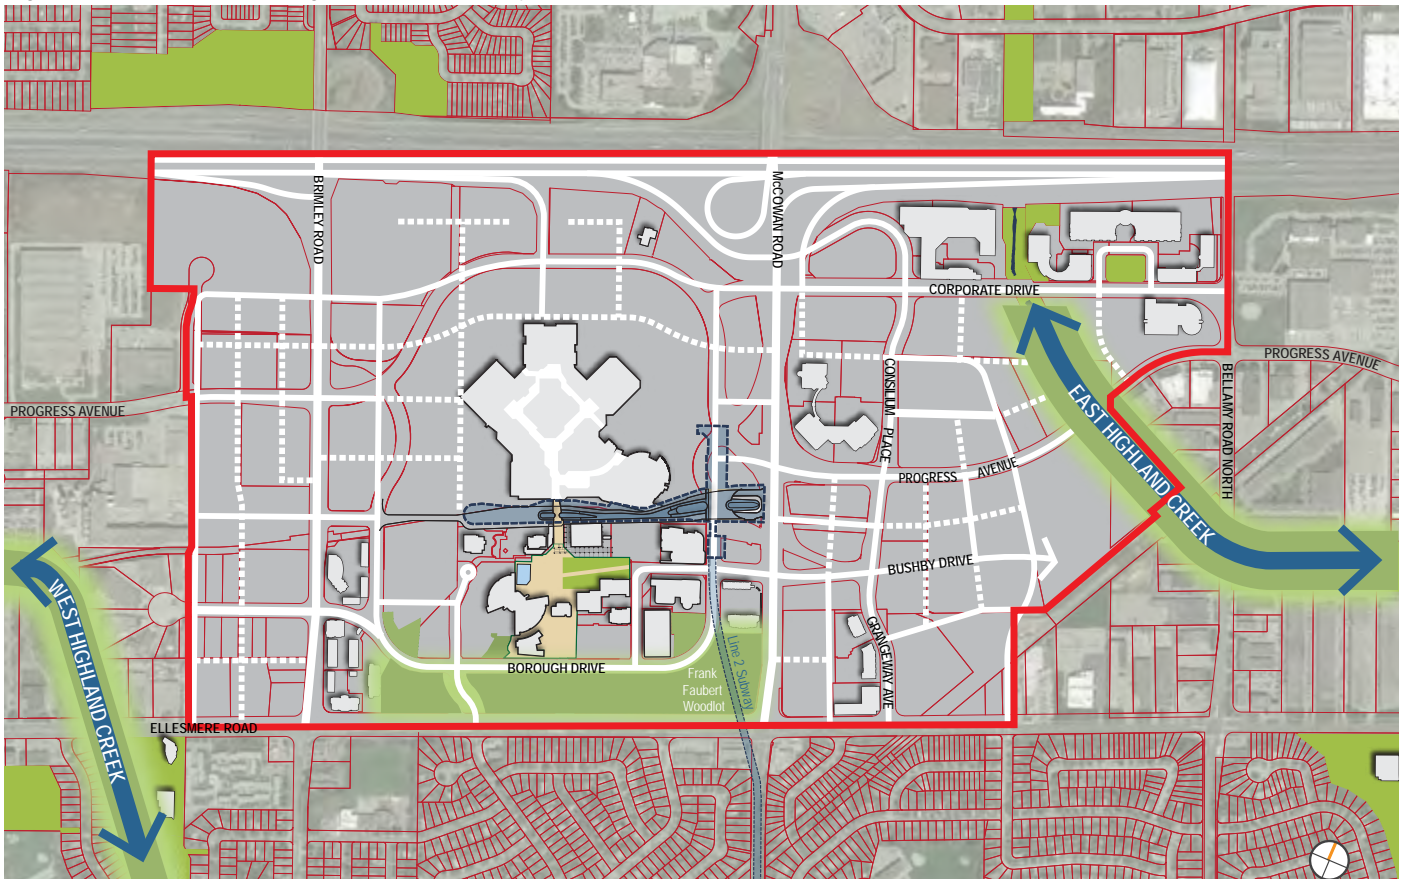 BRIMLEY ROAD
McCOWAN ROAD
CORPORATE DRIVE
PROGRESS AVENUE
PROGRESS AVENUE
BELLAMY ROAD NORTH
CONSILIUM PLACE
EAST HIGHLAND CREEK
PROGRESS AVENUE
BUSHBY DRIVE
WEST HIGHLAND CREEK
GRANGEWAY AVE
BOROUGH DRIVE
Line 2 Subway
Frank
Faubert
Woodlot
ELLESMERE ROAD